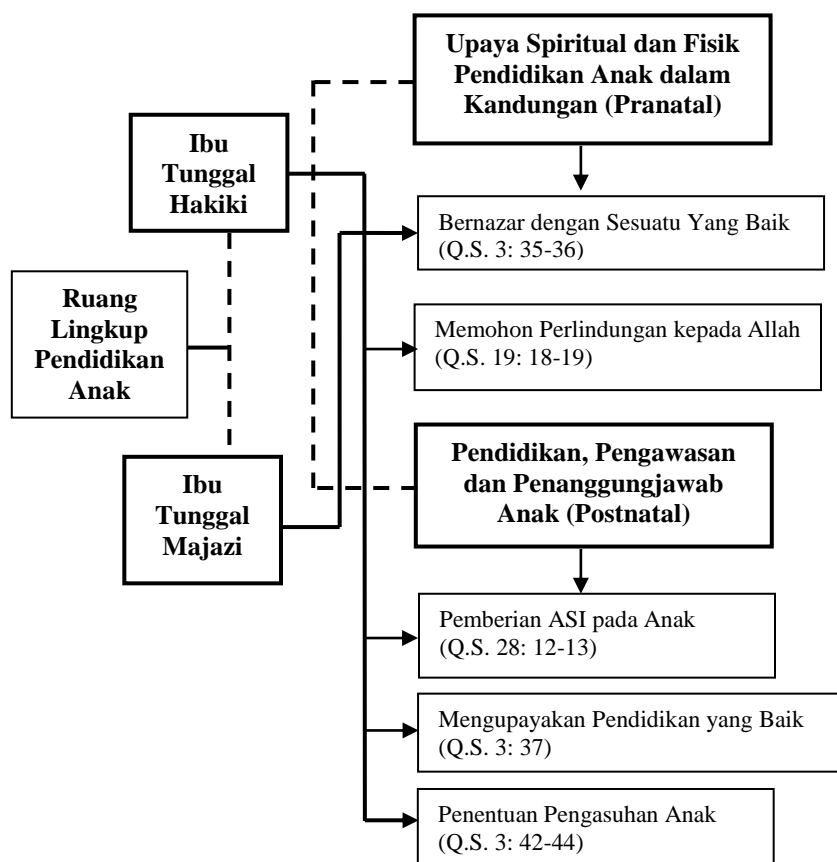 Upaya Spiritual dan Fisik
Pendidikan Anak dalam
Kandungan (Pranatal)
Ibu
Tunggal
Hakiki
Bernazar dengan Sesuatu Yang Baik
(Q.S. 3: 35-36)
Ruang
Lingkup
Pendidikan
Anak
Memohon Perlindungan kepada Allah
(Q.S. 19: 18-19)
Ibu
Tunggal
Majazi
Pendidikan, Pengawasan
dan Penanggungjawab
Anak (Postnatal)
Pemberian ASI pada Anak
(Q.S. 28: 12-13)
Mengupayakan Pendidikan yang Baik
(Q.S. 3: 37)
Penentuan Pengasuhan Anak
(Q.S. 3: 42-44)